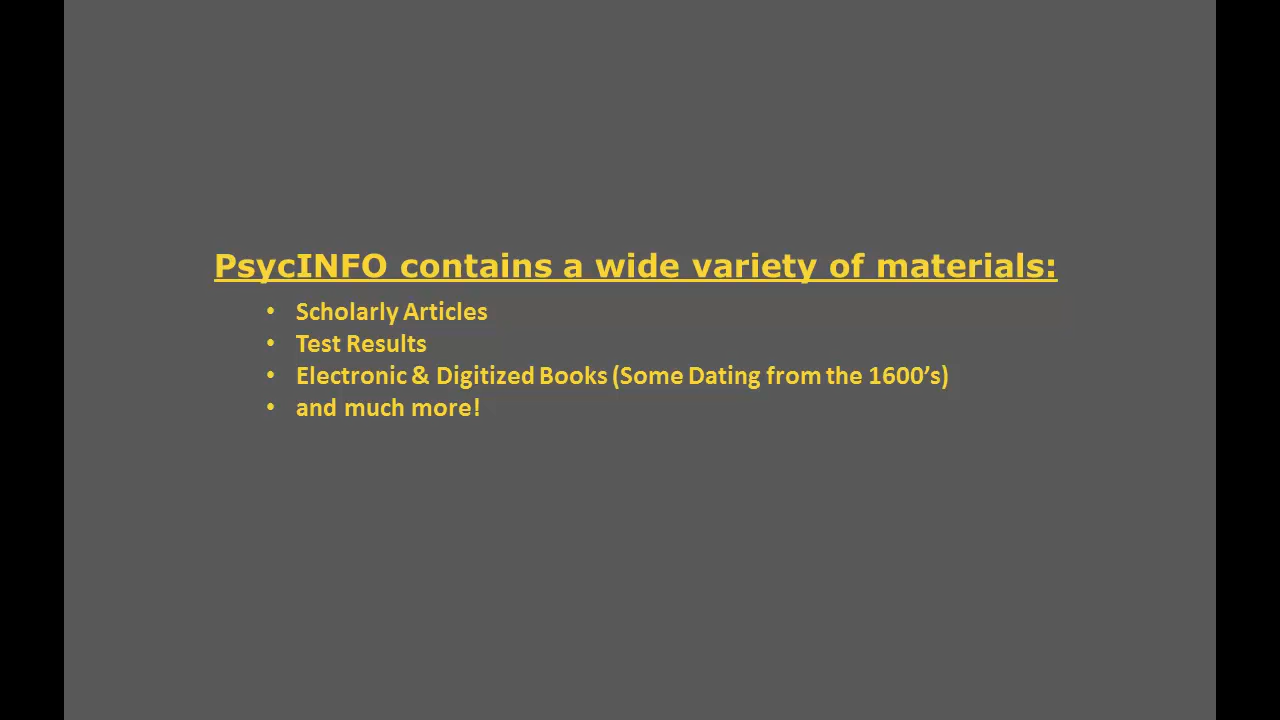 PsycINFO contains a wide variety of materials:
• Scholarly Articles
• Test Results
• Electronic & Digitized Books (Some Dating from the 1600’s)
• and much more!